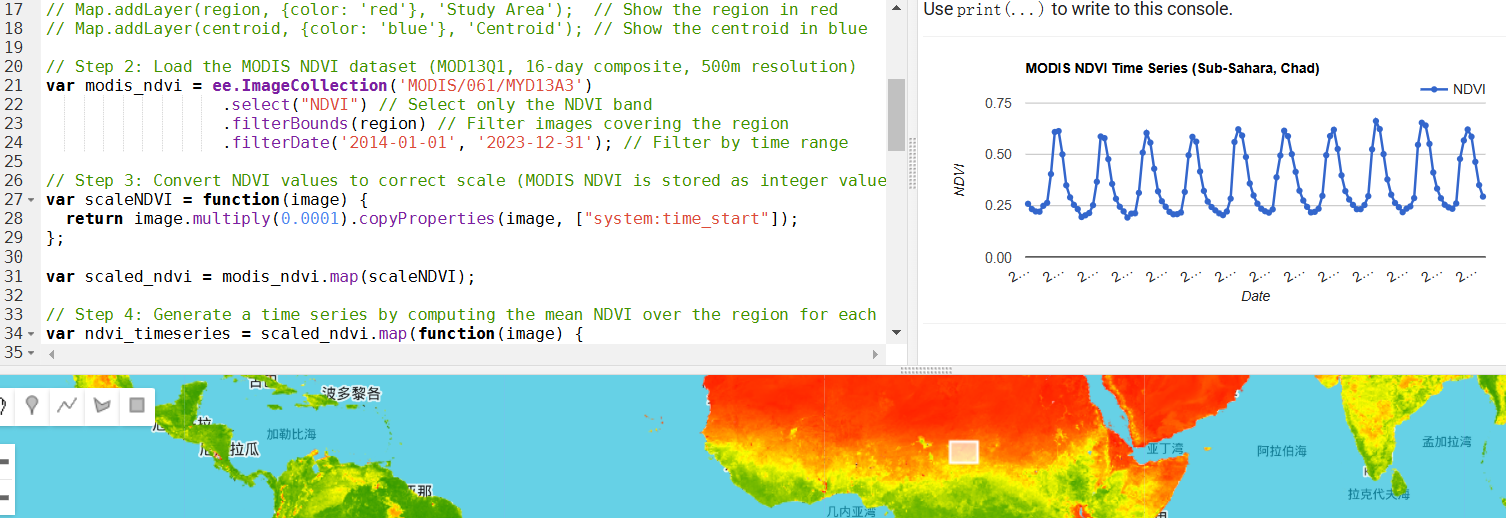 17 // Map.addLayer(region, {color: 'red'}, 'Study Area');  // Show the region in red
18 // Map.addLayer(centroid, {color: 'blue'}, 'Centroid'); // Show the centroid in blue
19
20 // Step 2: Load the MODIS NDVI dataset (MOD13Q1, 16-day composite, 500m resolution)
21 var modis_ndvi = ee.ImageCollection('MODIS/061/MYD13A3')
22 .select("NDVI") // Select only the NDVI band
23 .filterBounds(region) // Filter images covering the region
24 .filterDate('2014-01-01', '2023-12-31'); // Filter by time range
25
26 // Step 3: Convert NDVI values to correct scale (MODIS NDVI is stored as integer value
27 var scaleNDVI = function(image) {
28 return image.multiply(0.0001).copyProperties(image, ["system:time_start"]);
29 };
30
31 var scaled_ndvi = modis_ndvi.map(scaleNDVI);
32
33 // Step 4: Generate a time series by computing the mean NDVI over the region for each
34 var ndvi_timeseries = scaled_ndvi.map(function(image) {
35
Use print(...) to write to this console.
MODIS NDVI Time Series (Sub-Sahara, Chad)
NDVI
0.75
0.50
0.25
0.00
NDVI
2... 2... 2... 2... 2... 2... 2... 2... 2... 2... 2... 2... 2... 2...
Date
波多黎各
加勒比海
拉瓜
亚那
几内亚湾
亚丁湾
阿拉伯海
孟加拉湾
拉克代夫海